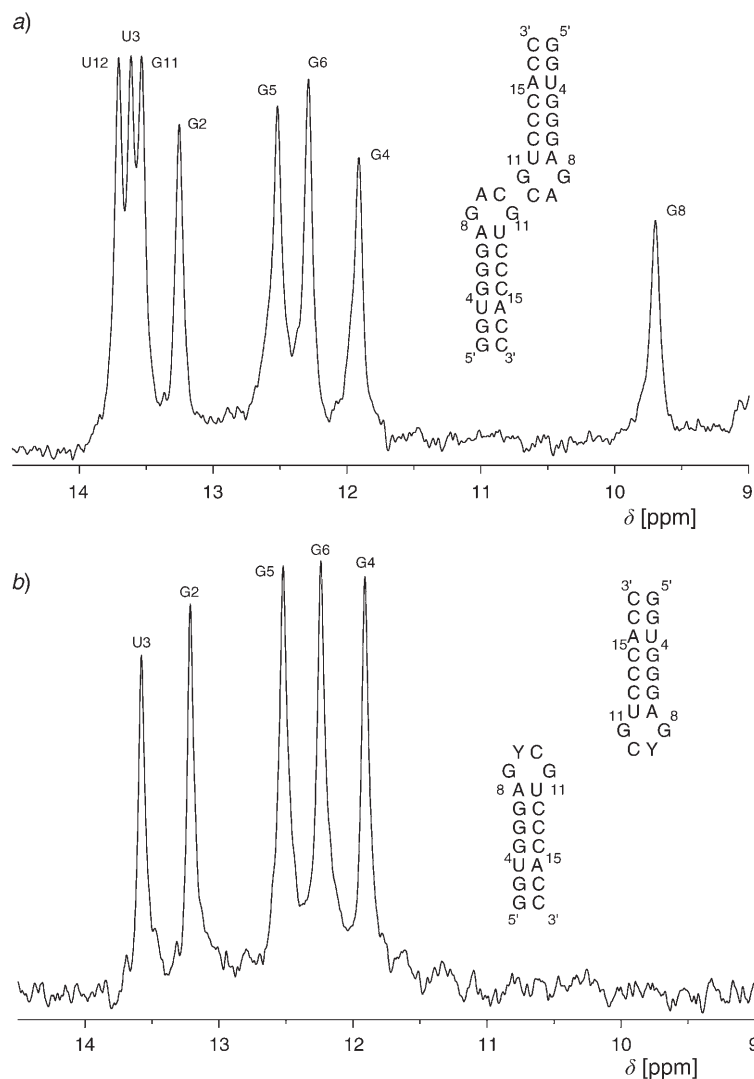 a)
U3
U12 G11
G2
G5
G6
G4
G8
3' 5'
C G
C G
15 A U 4
C G
C G
C G
U A
11 G G 8
C A
A C
G G
8 A U 11
G C
G C
G C
4 U A 15
G C
G C
5' 3'
14 13 12 11 10 9
δ [ppm]
b)
U3
G2
G5
G6
G4
3' 5'
C G
C G
15 A U 4
C G
C G
C G
U A
11 G G 8
C Y
Y C
G G
8 A U 11
G C
G C
G C
4 U A 15
G C
G C
5' 3'
14 13 12 11 10 9
δ [ppm]